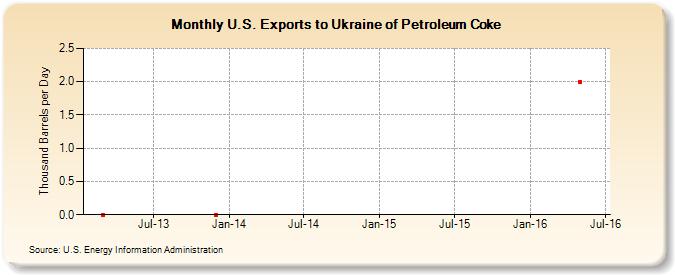 Monthly U.S. Exports to Ukraine of Petroleum Coke
Thousand Barrels per Day
2.5
2.0
1.5
1.0
0.5
0.0
Jul-13 Jan-14 Jul-14 Jan-15 Jul-15 Jan-16 Jul-16
Source: U.S. Energy Information Administration